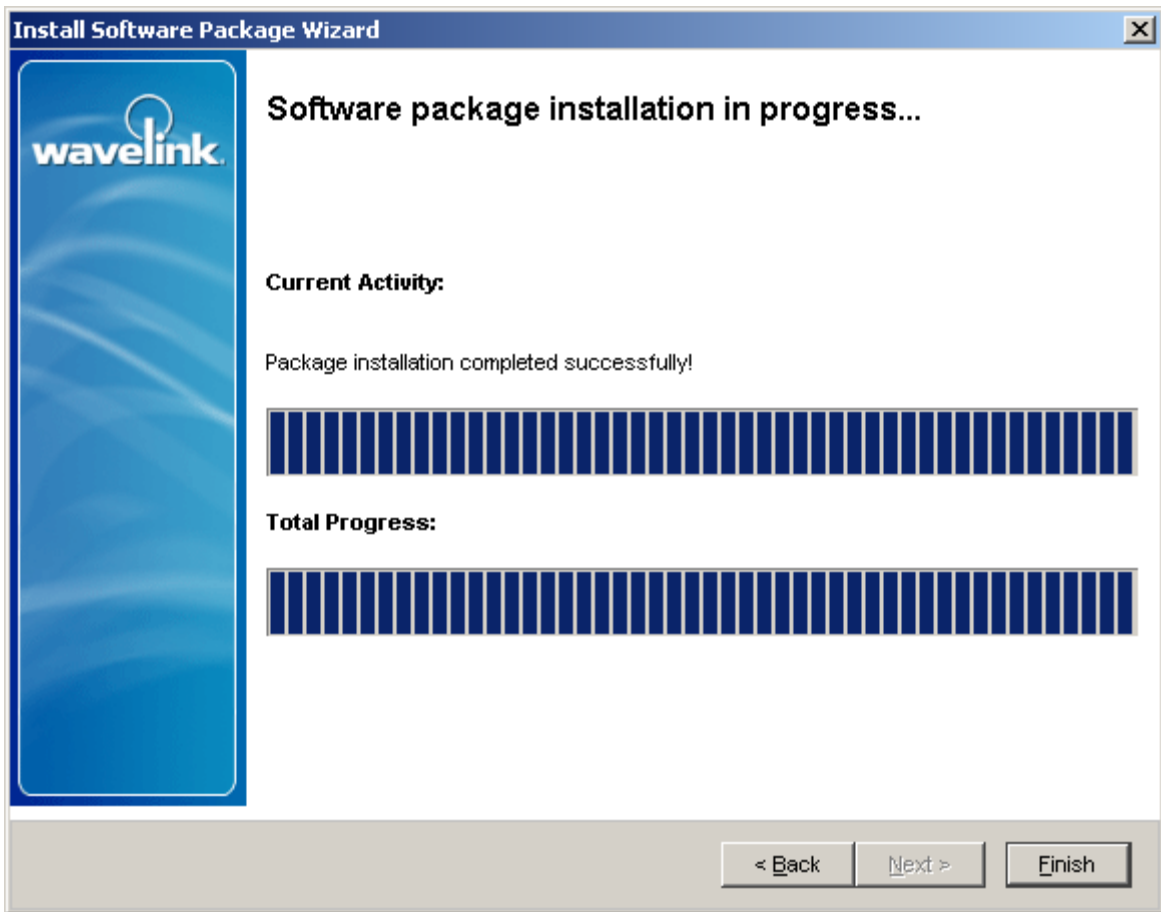 Install Software Package Wizard
wavelink.
Software package installation in progress...
Current Activity:
Package installation completed successfully!
Total Progress:
< Back
Next >
Finish